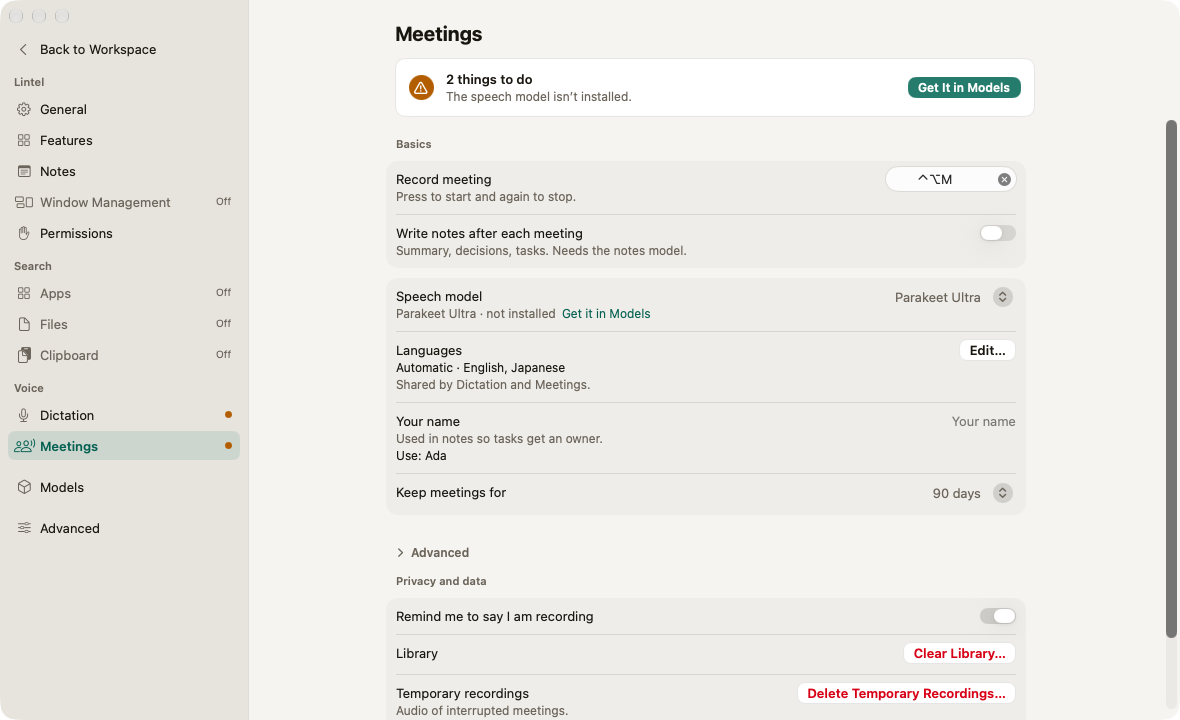 Back to Workspace
Lintel
General
Features
Notes
Window Management Off
Permissions
Search
Apps Off
Files Off
Clipboard Off
Voice
Dictation
Meetings
Models
Advanced
Meetings
2 things to do
The speech model isn’t installed.
Get It in Models
Basics
Record meeting
Press to start and again to stop.
⌃⌥M
Write notes after each meeting
Summary, decisions, tasks. Needs the notes model.
Speech model
Parakeet Ultra · not installed Get it in Models
Parakeet Ultra
Languages
Automatic · English, Japanese
Shared by Dictation and Meetings.
Edit...
Your name
Used in notes so tasks get an owner.
Use: Ada
Your name
Keep meetings for
90 days
Advanced
Privacy and data
Remind me to say I am recording
Library
Clear Library...
Temporary recordings
Audio of interrupted meetings.
Delete Temporary Recordings...